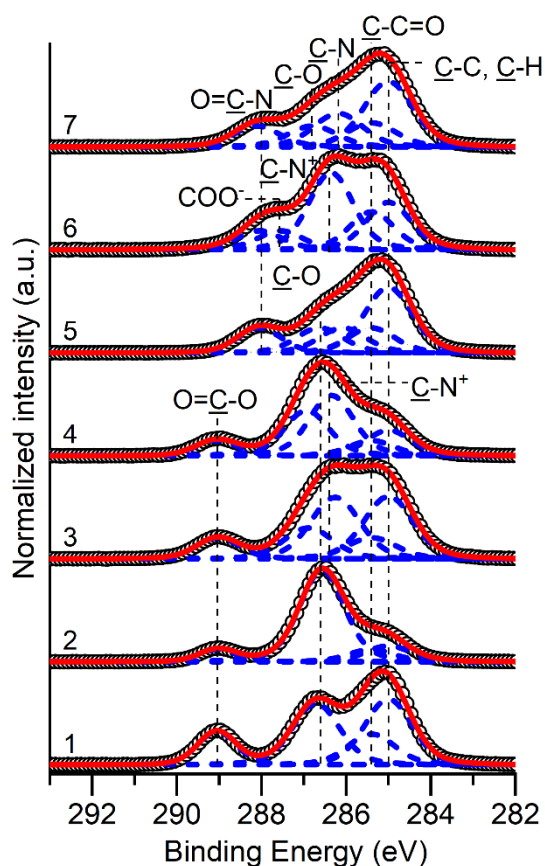 C-C=O
C-N
C-O
C-C, C-H
O=C-N
7
C-N⁺
COO⁻
6
C-O
5
O=C-O
C-N⁺
4
3
2
1
Normalized intensity (a.u.)
292 290 288 286 284 282
Binding Energy (eV)